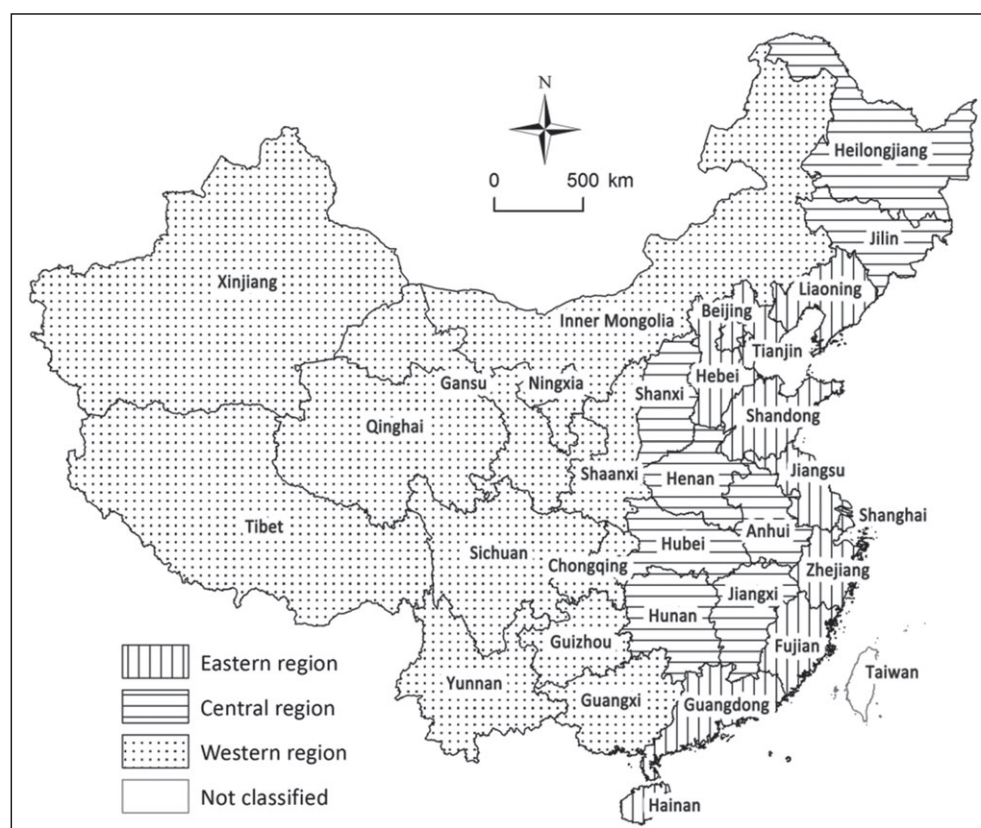 N
0 500 km
Heilongjiang
Jilin
Xinjiang
Liaoning
Inner Mongolia
Beijing
Tianjin
Gansu
Ningxia
Hebei
Shanxi
Shandong
Qinghai
Shaanxi
Henan
Jiangsu
Shanghai
Tibet
Sichuan
Hubei
Anhui
Chongqing
Zhejiang
Jiangxi
Hunan
Guizhou
Fujian
Taiwan
Yunnan
Guangxi
Guangdong
Hainan
Eastern region
Central region
Western region
Not classified